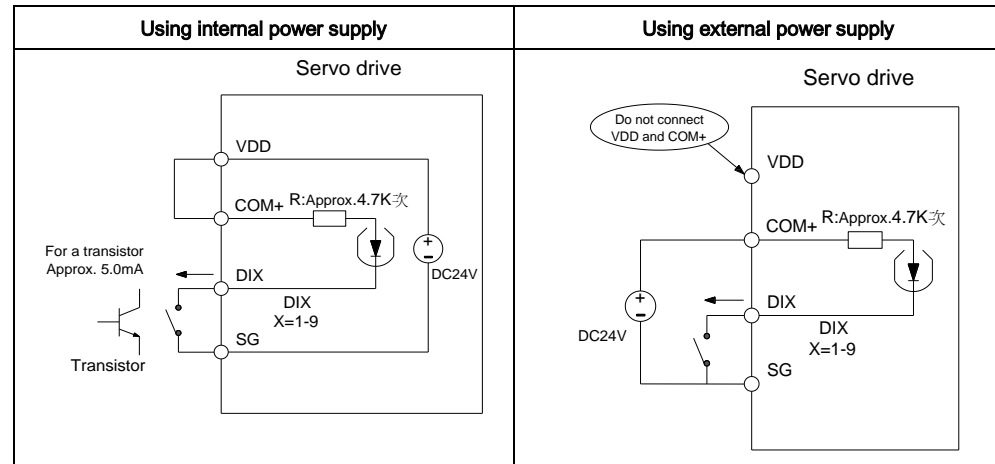 Using internal power supply
Using external power supply
Servo drive
VDD
COM+
R:Approx.4.7K次
For a transistor
Approx. 5.0mA
DIX
DC24V
DIX
X=1-9
SG
Transistor
+
−
Servo drive
Do not connect
VDD and COM+
VDD
COM+
R:Approx.4.7K次
DIX
DC24V
DIX
X=1-9
SG
+
−